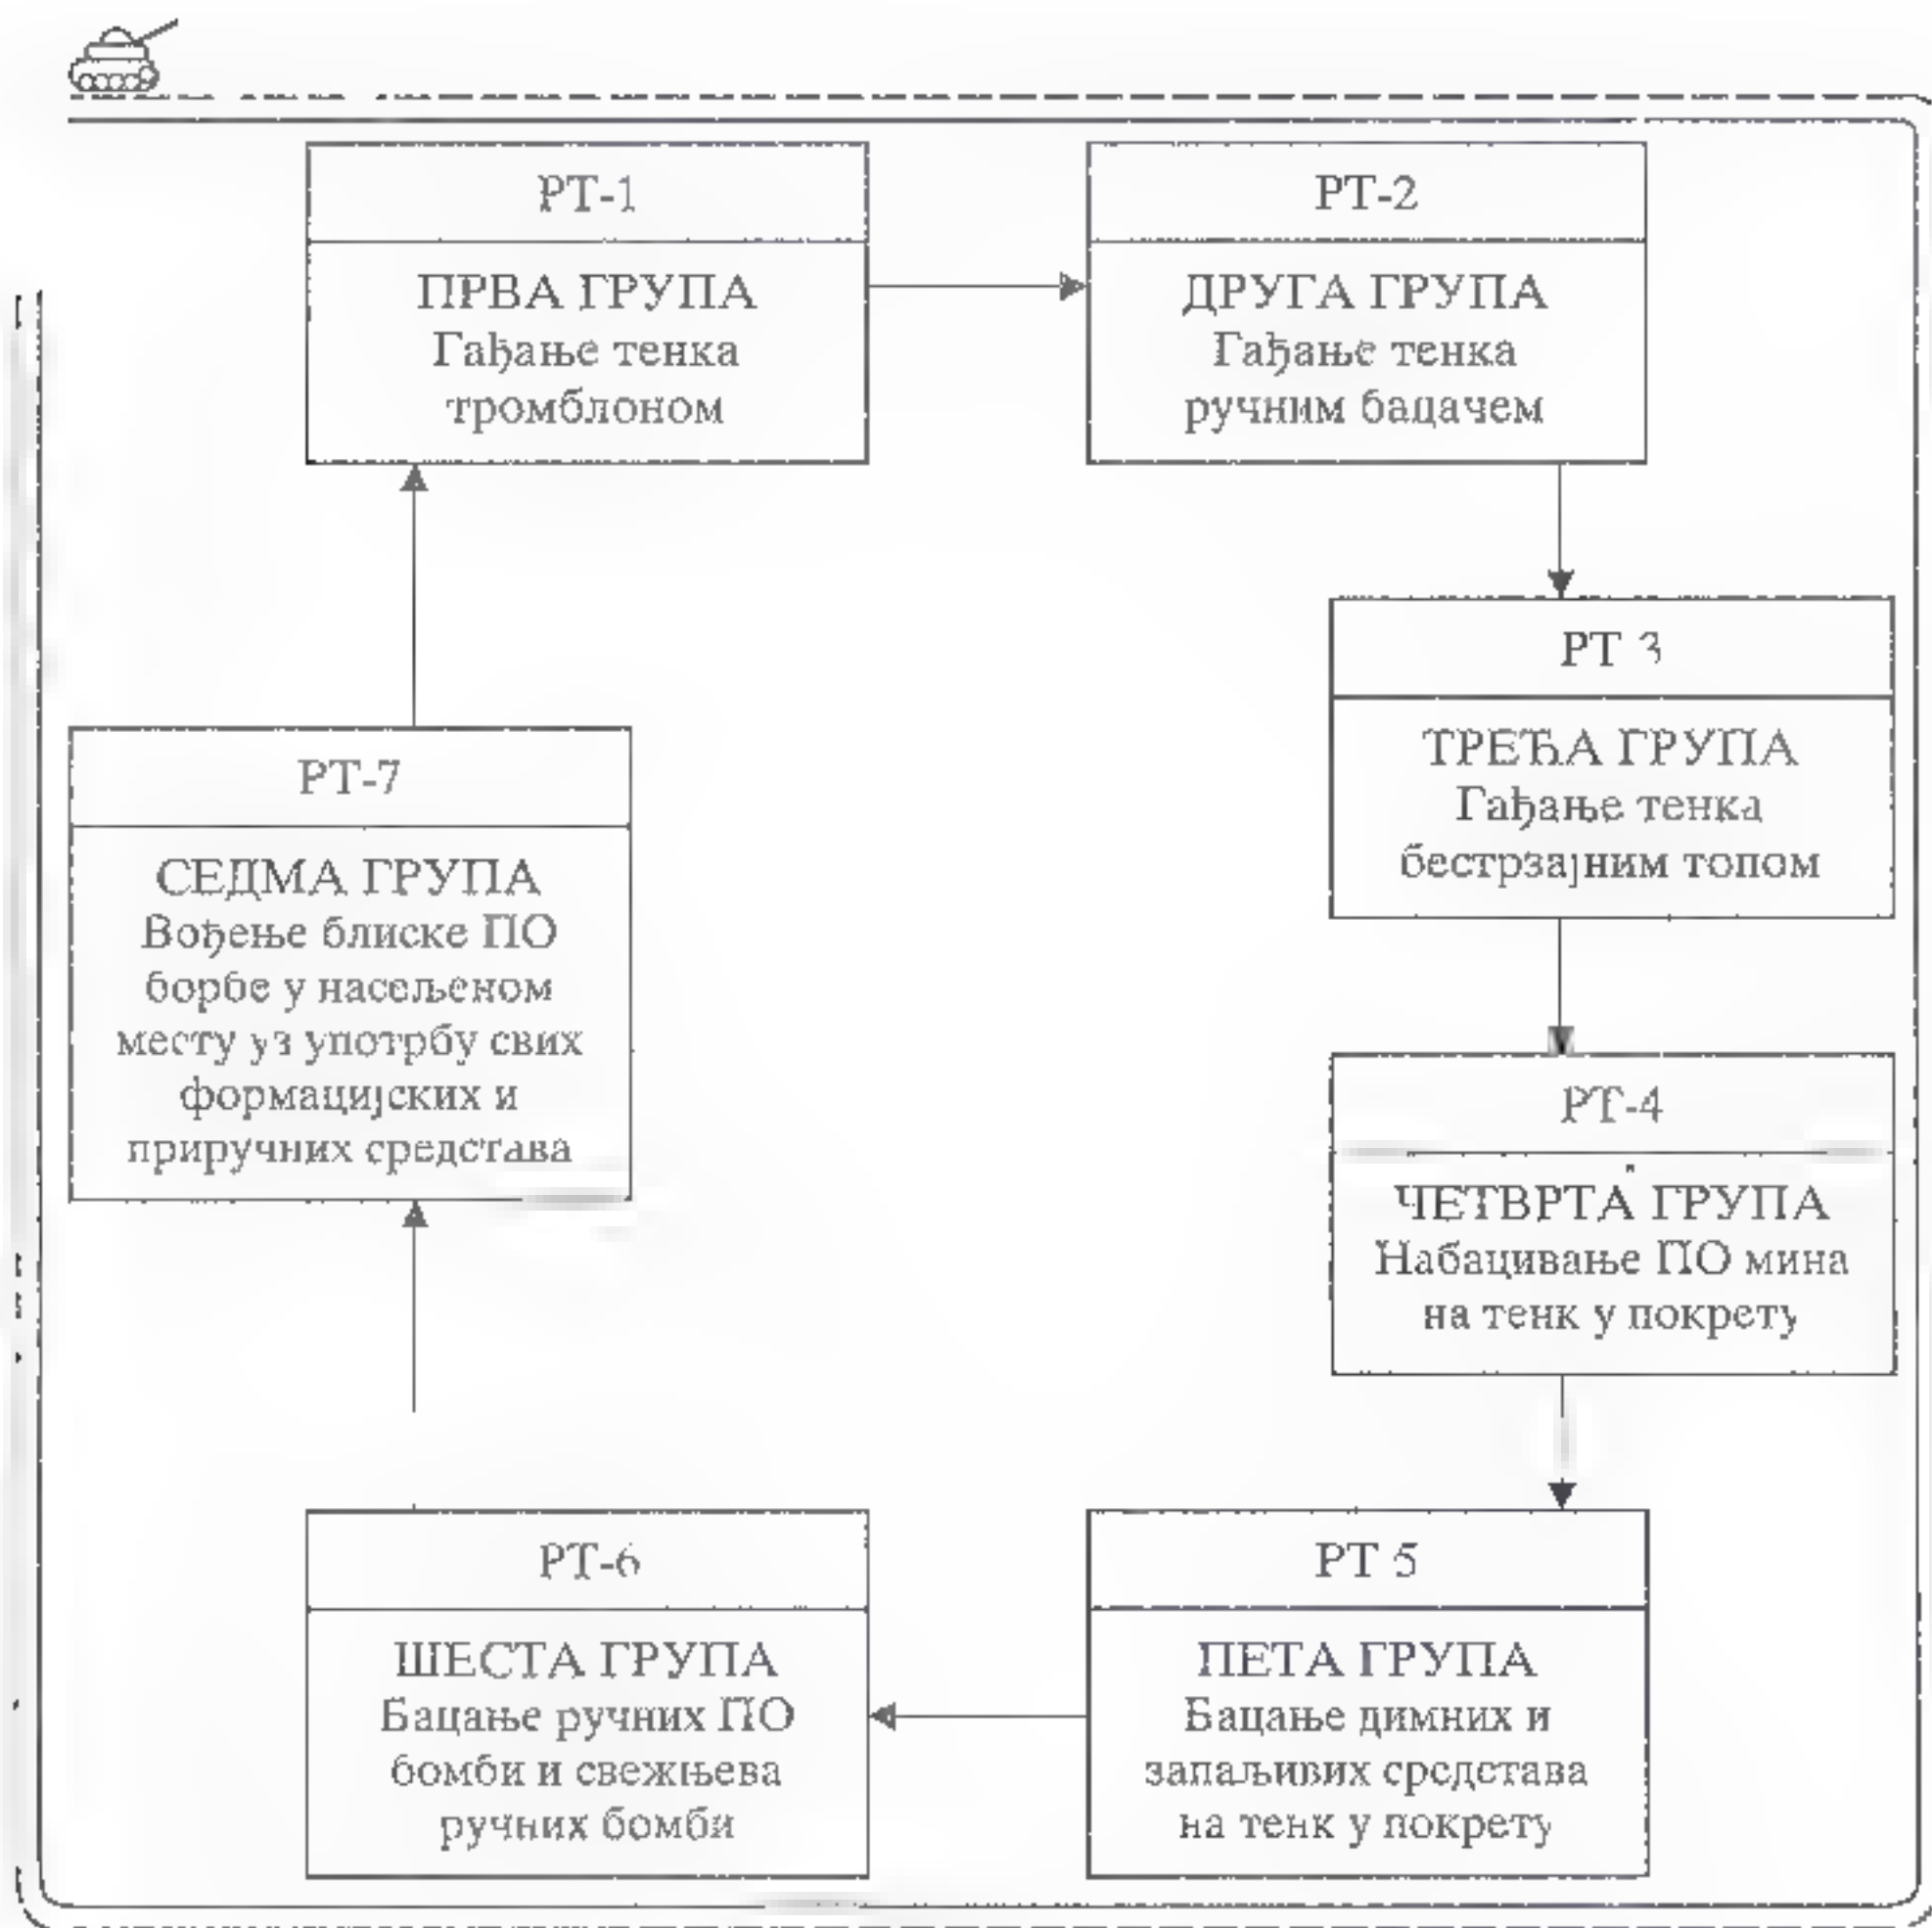 РТ-1
ПРВА ГРУПА
Гађање тенка
тромблоном
РТ-2
ДРУГА ГРУПА
Гађање тенка
ручним бацачем
РТ 3
ТРЕЋА ГРУПА
Гађање тенка
бестрзајним топом
РТ-4
ЧЕТВРТА ГРУПА
Набацивање ПО мина
на тенк у покрету
РТ 5
ПЕТА ГРУПА
Бацање димних и
запаљивих средстава
на тенк у покрету
РТ-6
ШЕСТА ГРУПА
Бацање ручних ПО
бомби и свежњева
ручних бомби
РТ-7
СЕДМА ГРУПА
Вођење блиске ПО
борбе у насељеном
месту уз употрбу свих
формацијских и
приручних средстава